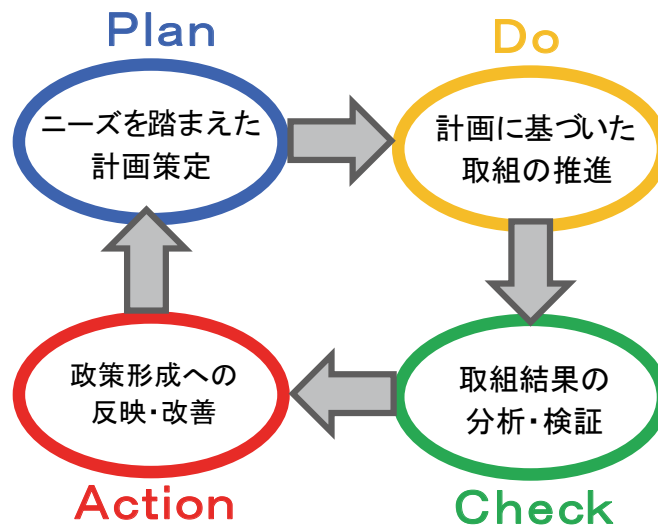 Plan
ニーズを踏まえた
計画策定
Do
計画に基づいた
取組の推進
政策形成への
反映・改善
Action
取組結果の
分析・検証
Check